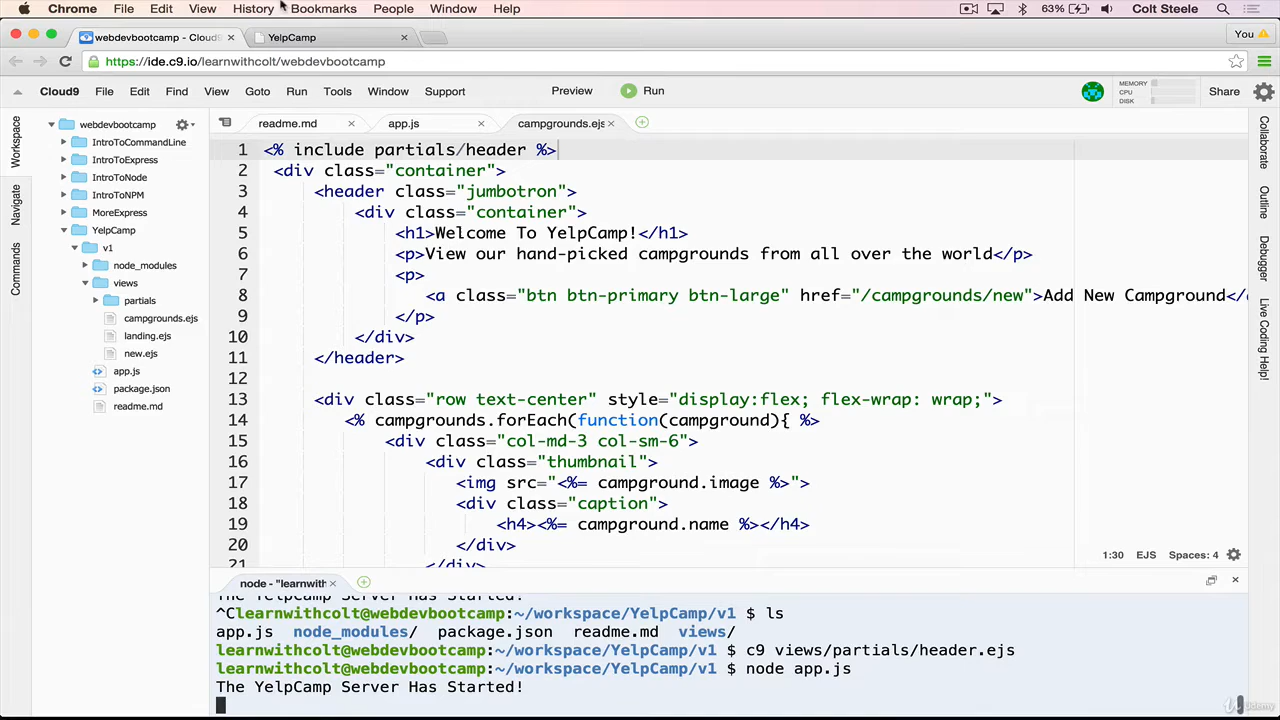 Chrome File Edit View History Bookmarks People Window Help 63% Colt Steele
webdevbootcamp - Cloud9 YelpCamp You
https://ide.c9.io/learnwithcolt/webdevbootcamp
Cloud9 File Edit Find View Goto Run Tools Window Support Preview Run MEMORY CPU DISK Share
readme.md app.js campgrounds.ejs
Workspace
Navigate
Commands
webdevbootcamp
IntroToCommandLine
IntroToExpress
IntroToNode
IntroToNPM
MoreExpress
YelpCamp
v1
node_modules
views
partials
campgrounds.ejs
landing.ejs
new.ejs
app.js
package.json
readme.md
1 <% include partials/header %>
2 <div class="container">
3 <header class="jumbotron">
4 <div class="container">
5 <h1>Welcome To YelpCamp!</h1>
6 <p>View our hand-picked campgrounds from all over the world</p>
7 <p>
8 <a class="btn btn-primary btn-large" href="/campgrounds/new">Add New Campground</
9 </p>
10 </div>
11 </header>
12
13 <div class="row text-center" style="display:flex; flex-wrap: wrap;">
14 <% campgrounds.forEach(function(campground){ %>
15 <div class="col-md-3 col-sm-6">
16 <div class="thumbnail">
17 <img src="<%= campground.image %>">
18 <div class="caption">
19 <h4><%= campground.name %></h4>
20 </div>
21 </div>
1:30 EJS Spaces: 4
Collaborate
Outline
Debugger
Live Coding Help!
node - "learnwith
The YelpCamp Server Has Started!
^Clearnwithcolt@webdevbootcamp:~/workspace/YelpCamp/v1 $ ls
app.js node_modules/ package.json readme.md views/
learnwithcolt@webdevbootcamp:~/workspace/YelpCamp/v1 $ c9 views/partials/header.ejs
learnwithcolt@webdevbootcamp:~/workspace/YelpCamp/v1 $ node app.js
The YelpCamp Server Has Started!
Udemy